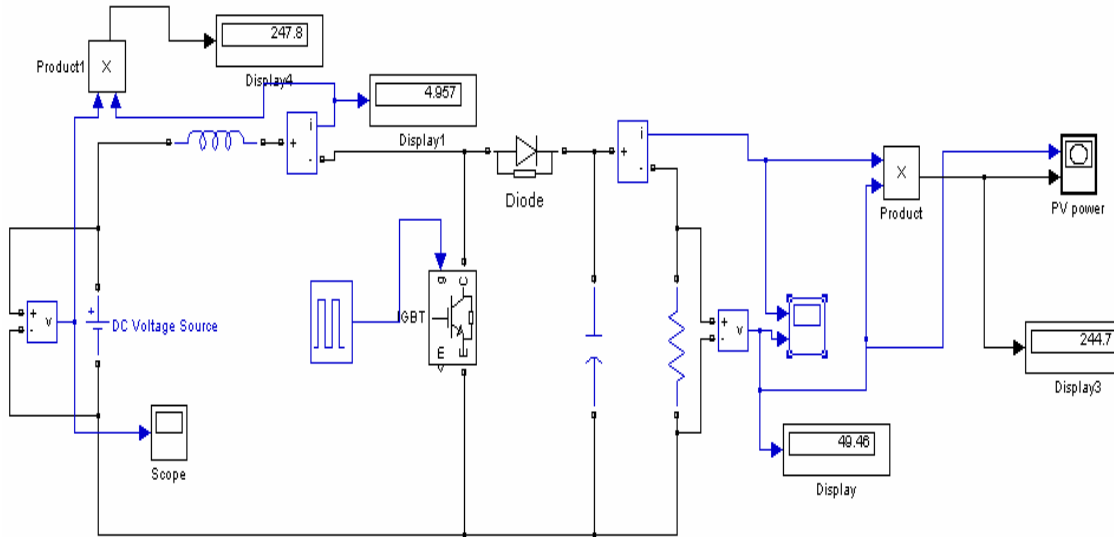 247.8
Product1
X
Display4
4.957
i
+
-
Display1
i
+
-
X
Product
PV power
Diode
g
C
IGBT
m
E
+
-
v
+
DC Voltage Source
+
-
v
244.7
Display3
49.46
Display
Scope